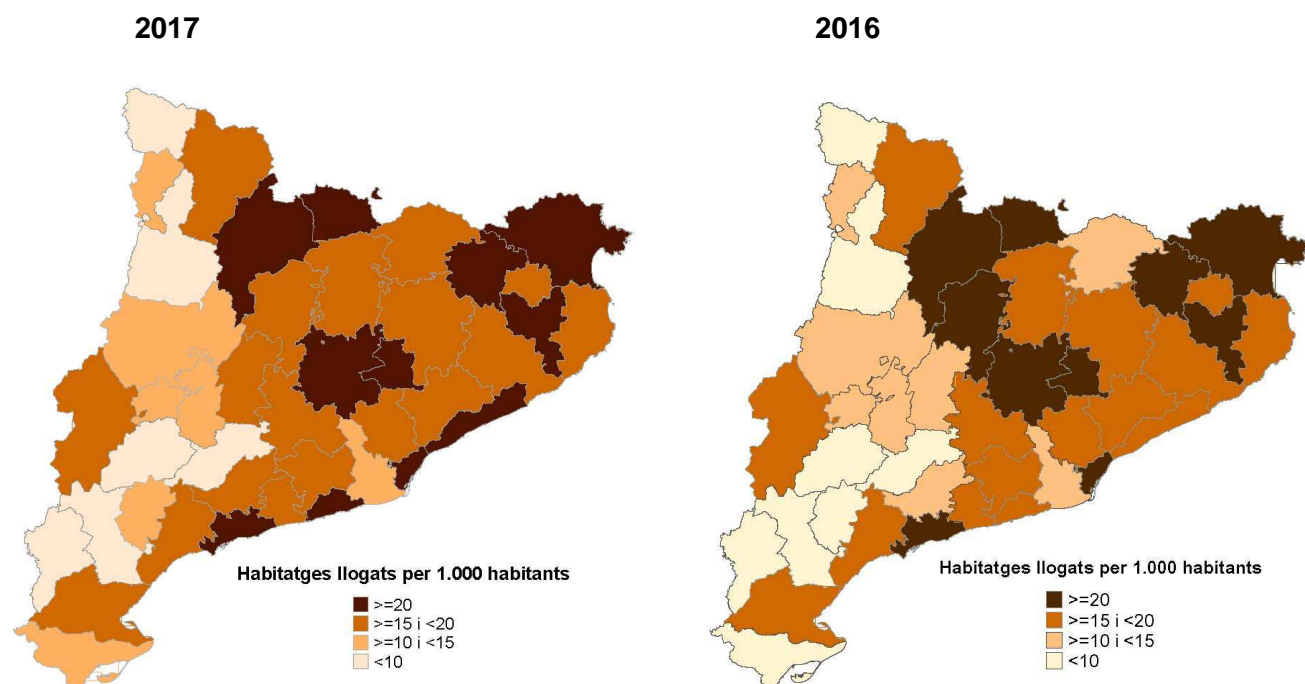 2017
2016
Habitatges llogats per 1.000 habitants
>=20
>=15 i <20
>=10 i <15
<10
Habitatges llogats per 1.000 habitants
>=20
>=15 i <20
>=10 i <15
<10